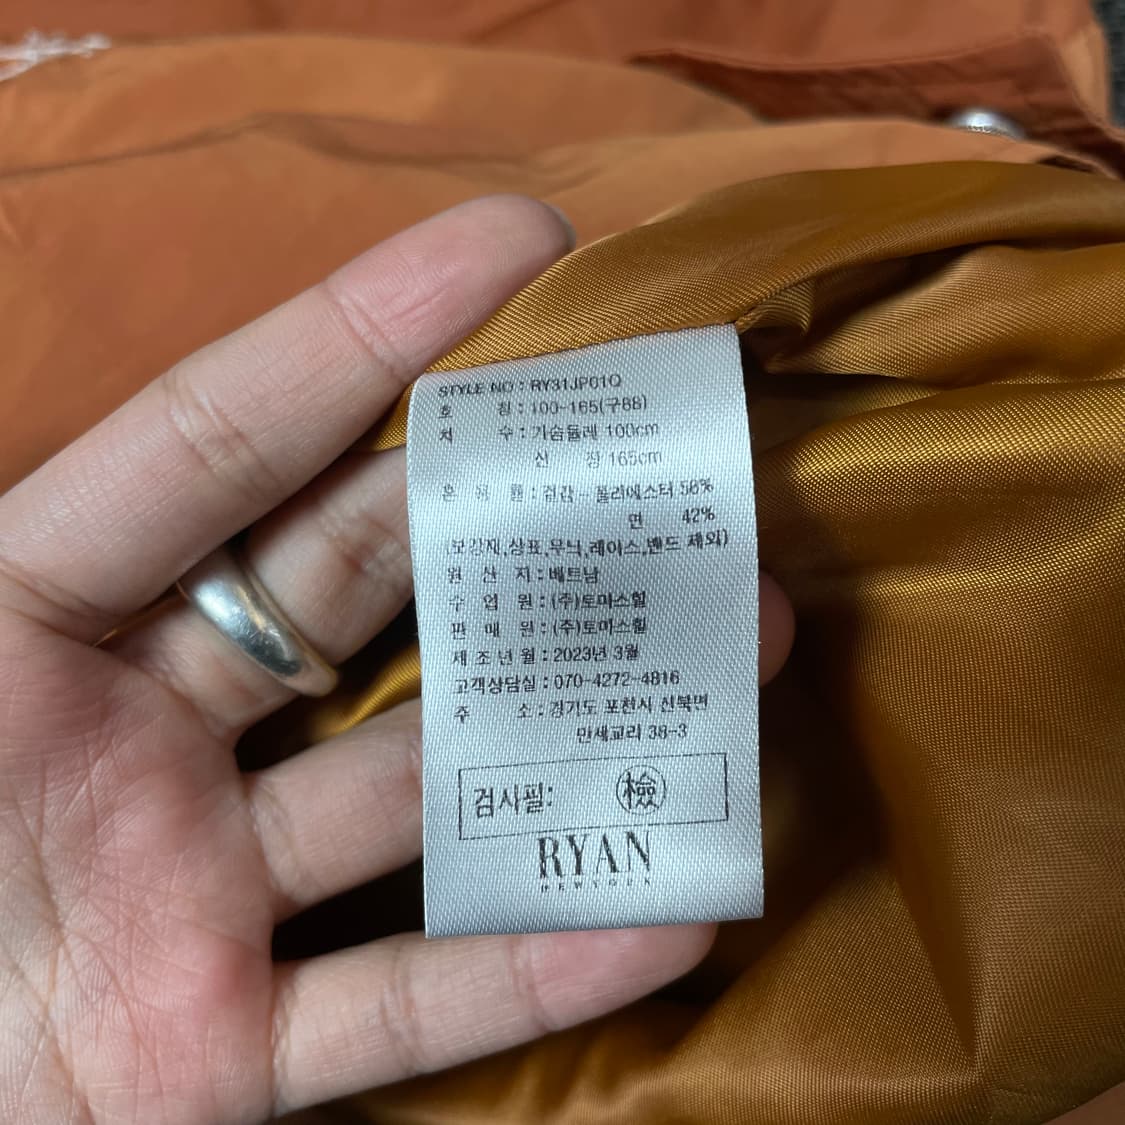 STYLE NO : RY31JP01Q
호 칭 : 100-165(구88)
치 수 : 가슴둘레 100cm
신 장 165cm
혼 용 률 : 겉감 - 폴리에스터 58%
면 42%
(보강재,상표,무늬,레이스,밴드 제외)
원 산 지 : 베트남
수 업 원 : (주)토마스힐
판 매 원 : (주)토마스힐
제 조 년 월 : 2023년 3월
고객상담실 : 070-4272-4816
주 소 : 경기도 포천시 신북면
만세교리 38-3
검사필: 檢
RYAN
NEWYORK